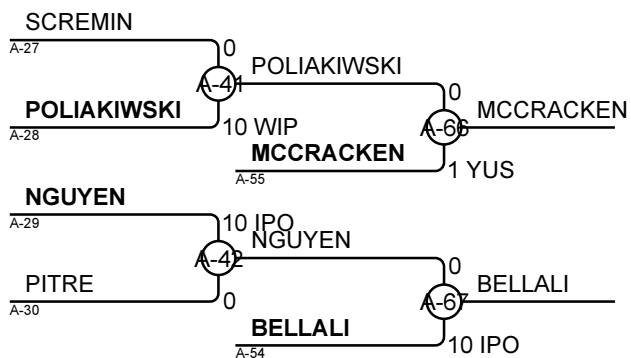 SCREMIN
A-27
0
A-41
POLIAKIWSKI
0
POLIAKIWSKI
A-28
10 WIP
MCCRACKEN
A-66
MCCRACKEN
A-55
1 YUS
NGUYEN
A-29
10 IPO
NGUYEN
A-42
0
PITRE
A-30
0
BELLALI
A-67
BELLALI
A-54
10 IPO